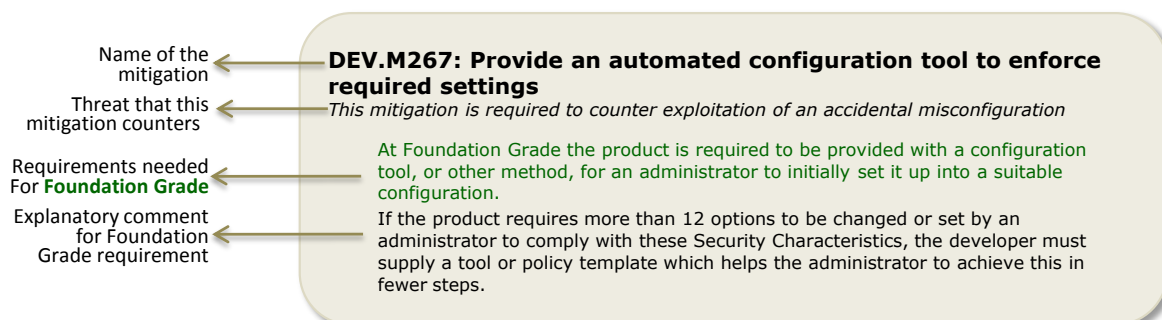 Name of the
mitigation
DEV.M267: Provide an automated configuration tool to enforce
required settings
Threat that this
mitigation counters
This mitigation is required to counter exploitation of an accidental misconfiguration
Requirements needed
For Foundation Grade
At Foundation Grade the product is required to be provided with a configuration
tool, or other method, for an administrator to initially set it up into a suitable
configuration.
Explanatory comment
for Foundation
Grade requirement
If the product requires more than 12 options to be changed or set by an
administrator to comply with these Security Characteristics, the developer must
supply a tool or policy template which helps the administrator to achieve this in
fewer steps.